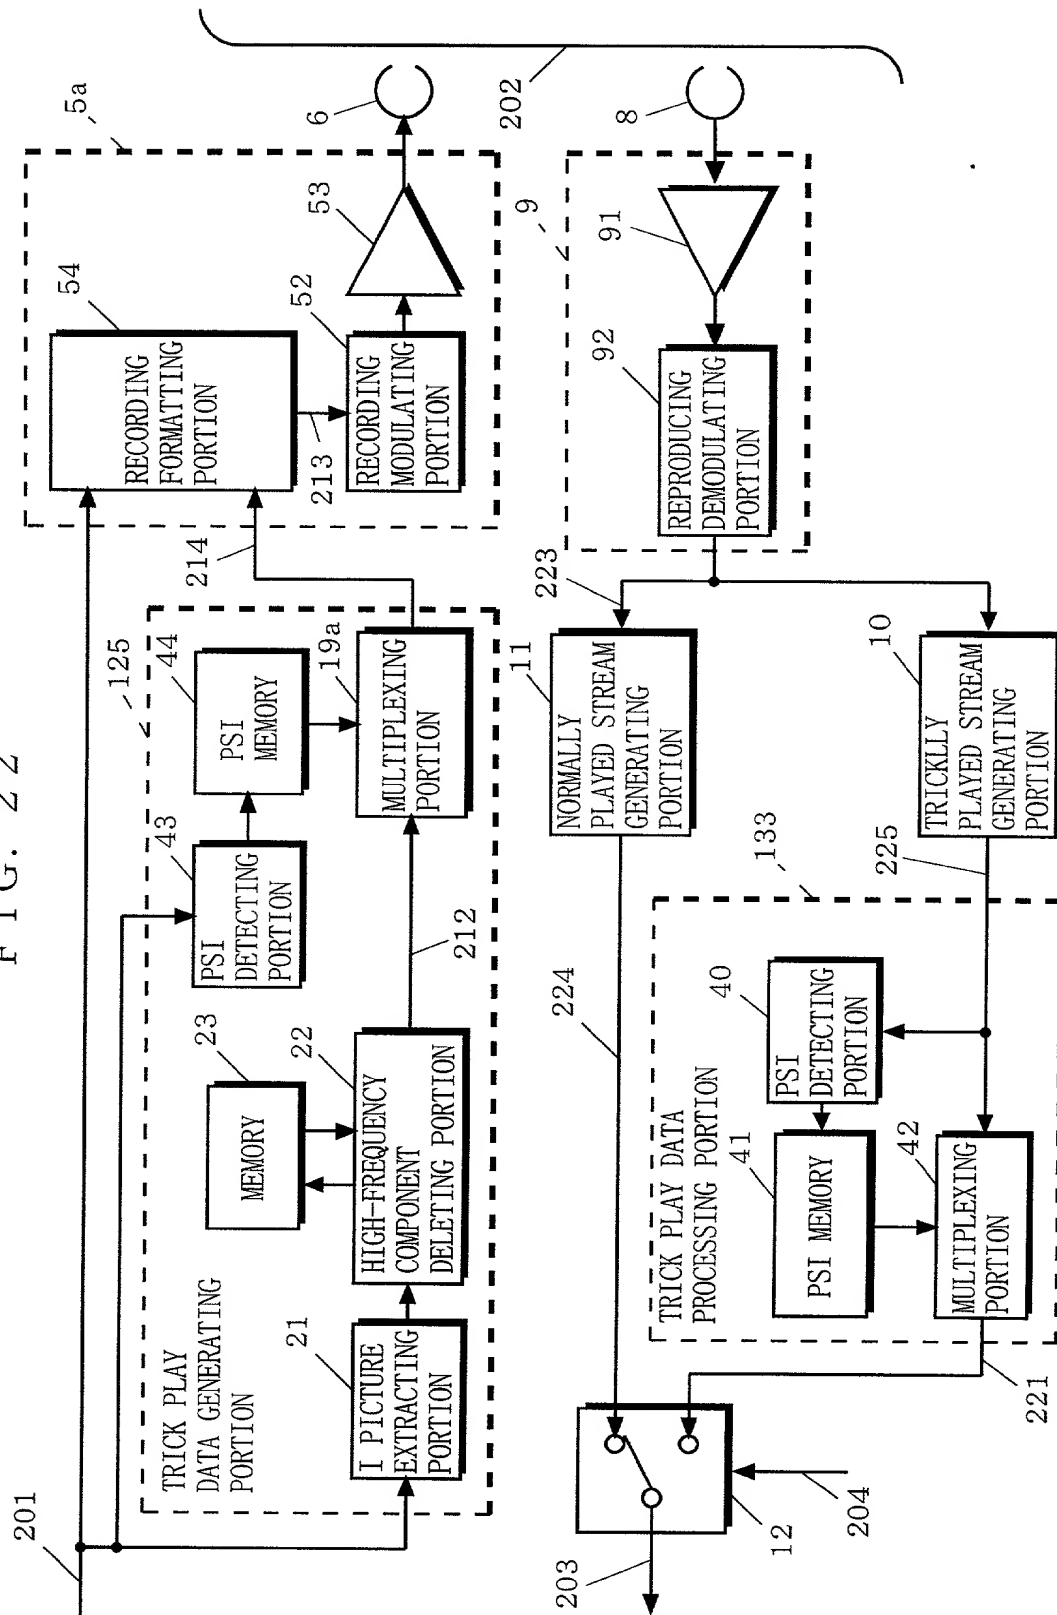 FIG. 22
201
5a
54
RECORDING
FORMATTING
PORTION
213
52
RECORDING
MODULATING
PORTION
53
6
202
214
125
TRICK PLAY
DATA GENERATING
PORTION
43
PSI
DETECTING
PORTION
44
PSI
MEMORY
19a
MULTIPLEXING
PORTION
212
23
MEMORY
22
HIGH-FREQUENCY
COMPONENT
DELETING PORTION
21
I PICTURE
EXTRACTING
PORTION
8
9
91
92
REPRODUCING
DEMODULATING
PORTION
223
11
NORMALLY
PLAYED STREAM
GENERATING
PORTION
10
TRICKLLY
PLAYED STREAM
GENERATING
PORTION
224
225
133
TRICK PLAY DATA
PROCESSING PORTION
40
PSI
DETECTING
PORTION
41
PSI MEMORY
42
MULTIPLEXING
PORTION
221
12
204
203